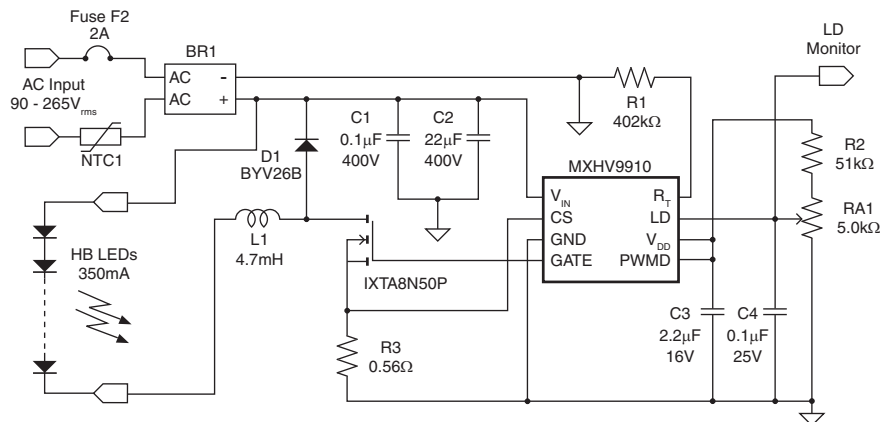 Fuse F2
2A
BR1
AC -
AC +
AC Input
90 - 265Vrms
NTC1
LD
Monitor
R1
402kΩ
C1
0.1µF
400V
C2
22µF
400V
D1
BYV26B
MXHV9910
VIN
CS
GND
GATE
RT
LD
VDD
PWMD
R2
51kΩ
RA1
5.0kΩ
HB LEDs
350mA
L1
4.7mH
IXTA8N50P
R3
0.56Ω
C3
2.2µF
16V
C4
0.1µF
25V